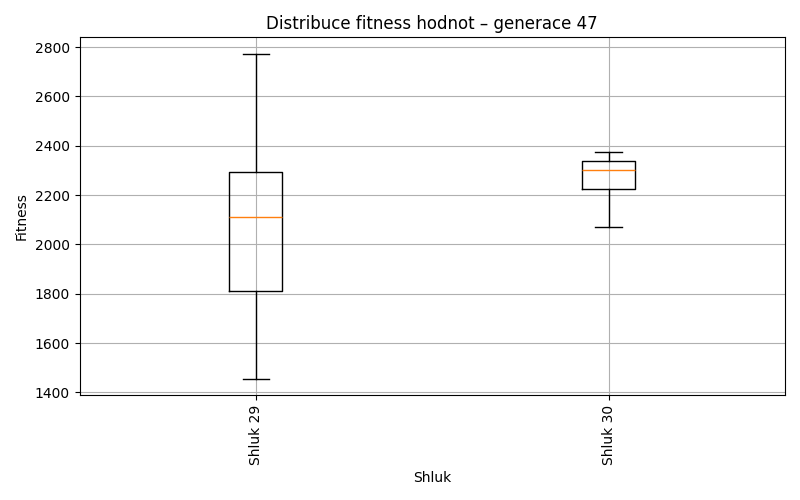 Distribuce fitness hodnot – generace 47
2800
2600
2400
2200
2000
1800
1600
1400
Fitness
Shluk 29
Shluk 30
Shluk